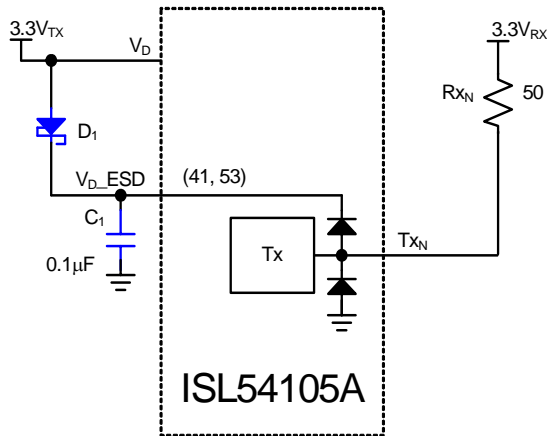 3.3VTX
VD
3.3VRX
RxN
50
D1
VD_ESD
(41, 53)
C1
0.1μF
Tx
TxN
ISL54105A